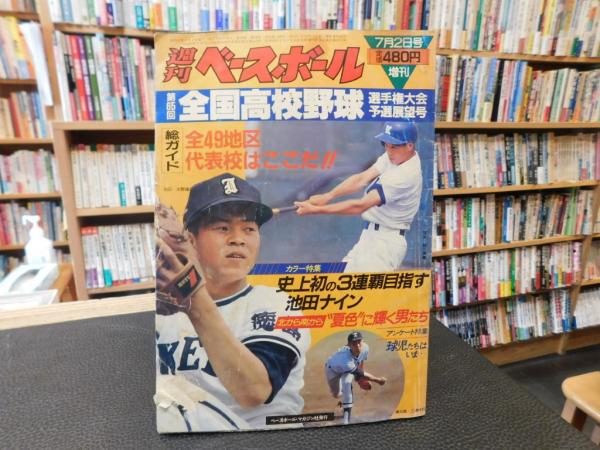 週刊ベースボール
7月2日号
480円
増刊
第65回
全国高校野球
選手権大会
予選展望号
総ガイド
全49地区
代表校はここだ!!
カラー特集
史上初の3連覇目指す
池田ナイン
北から南から“夏色”に輝く男たち
アンケート特集
球児たちは
いま…
ベースボール・マガジン社発行